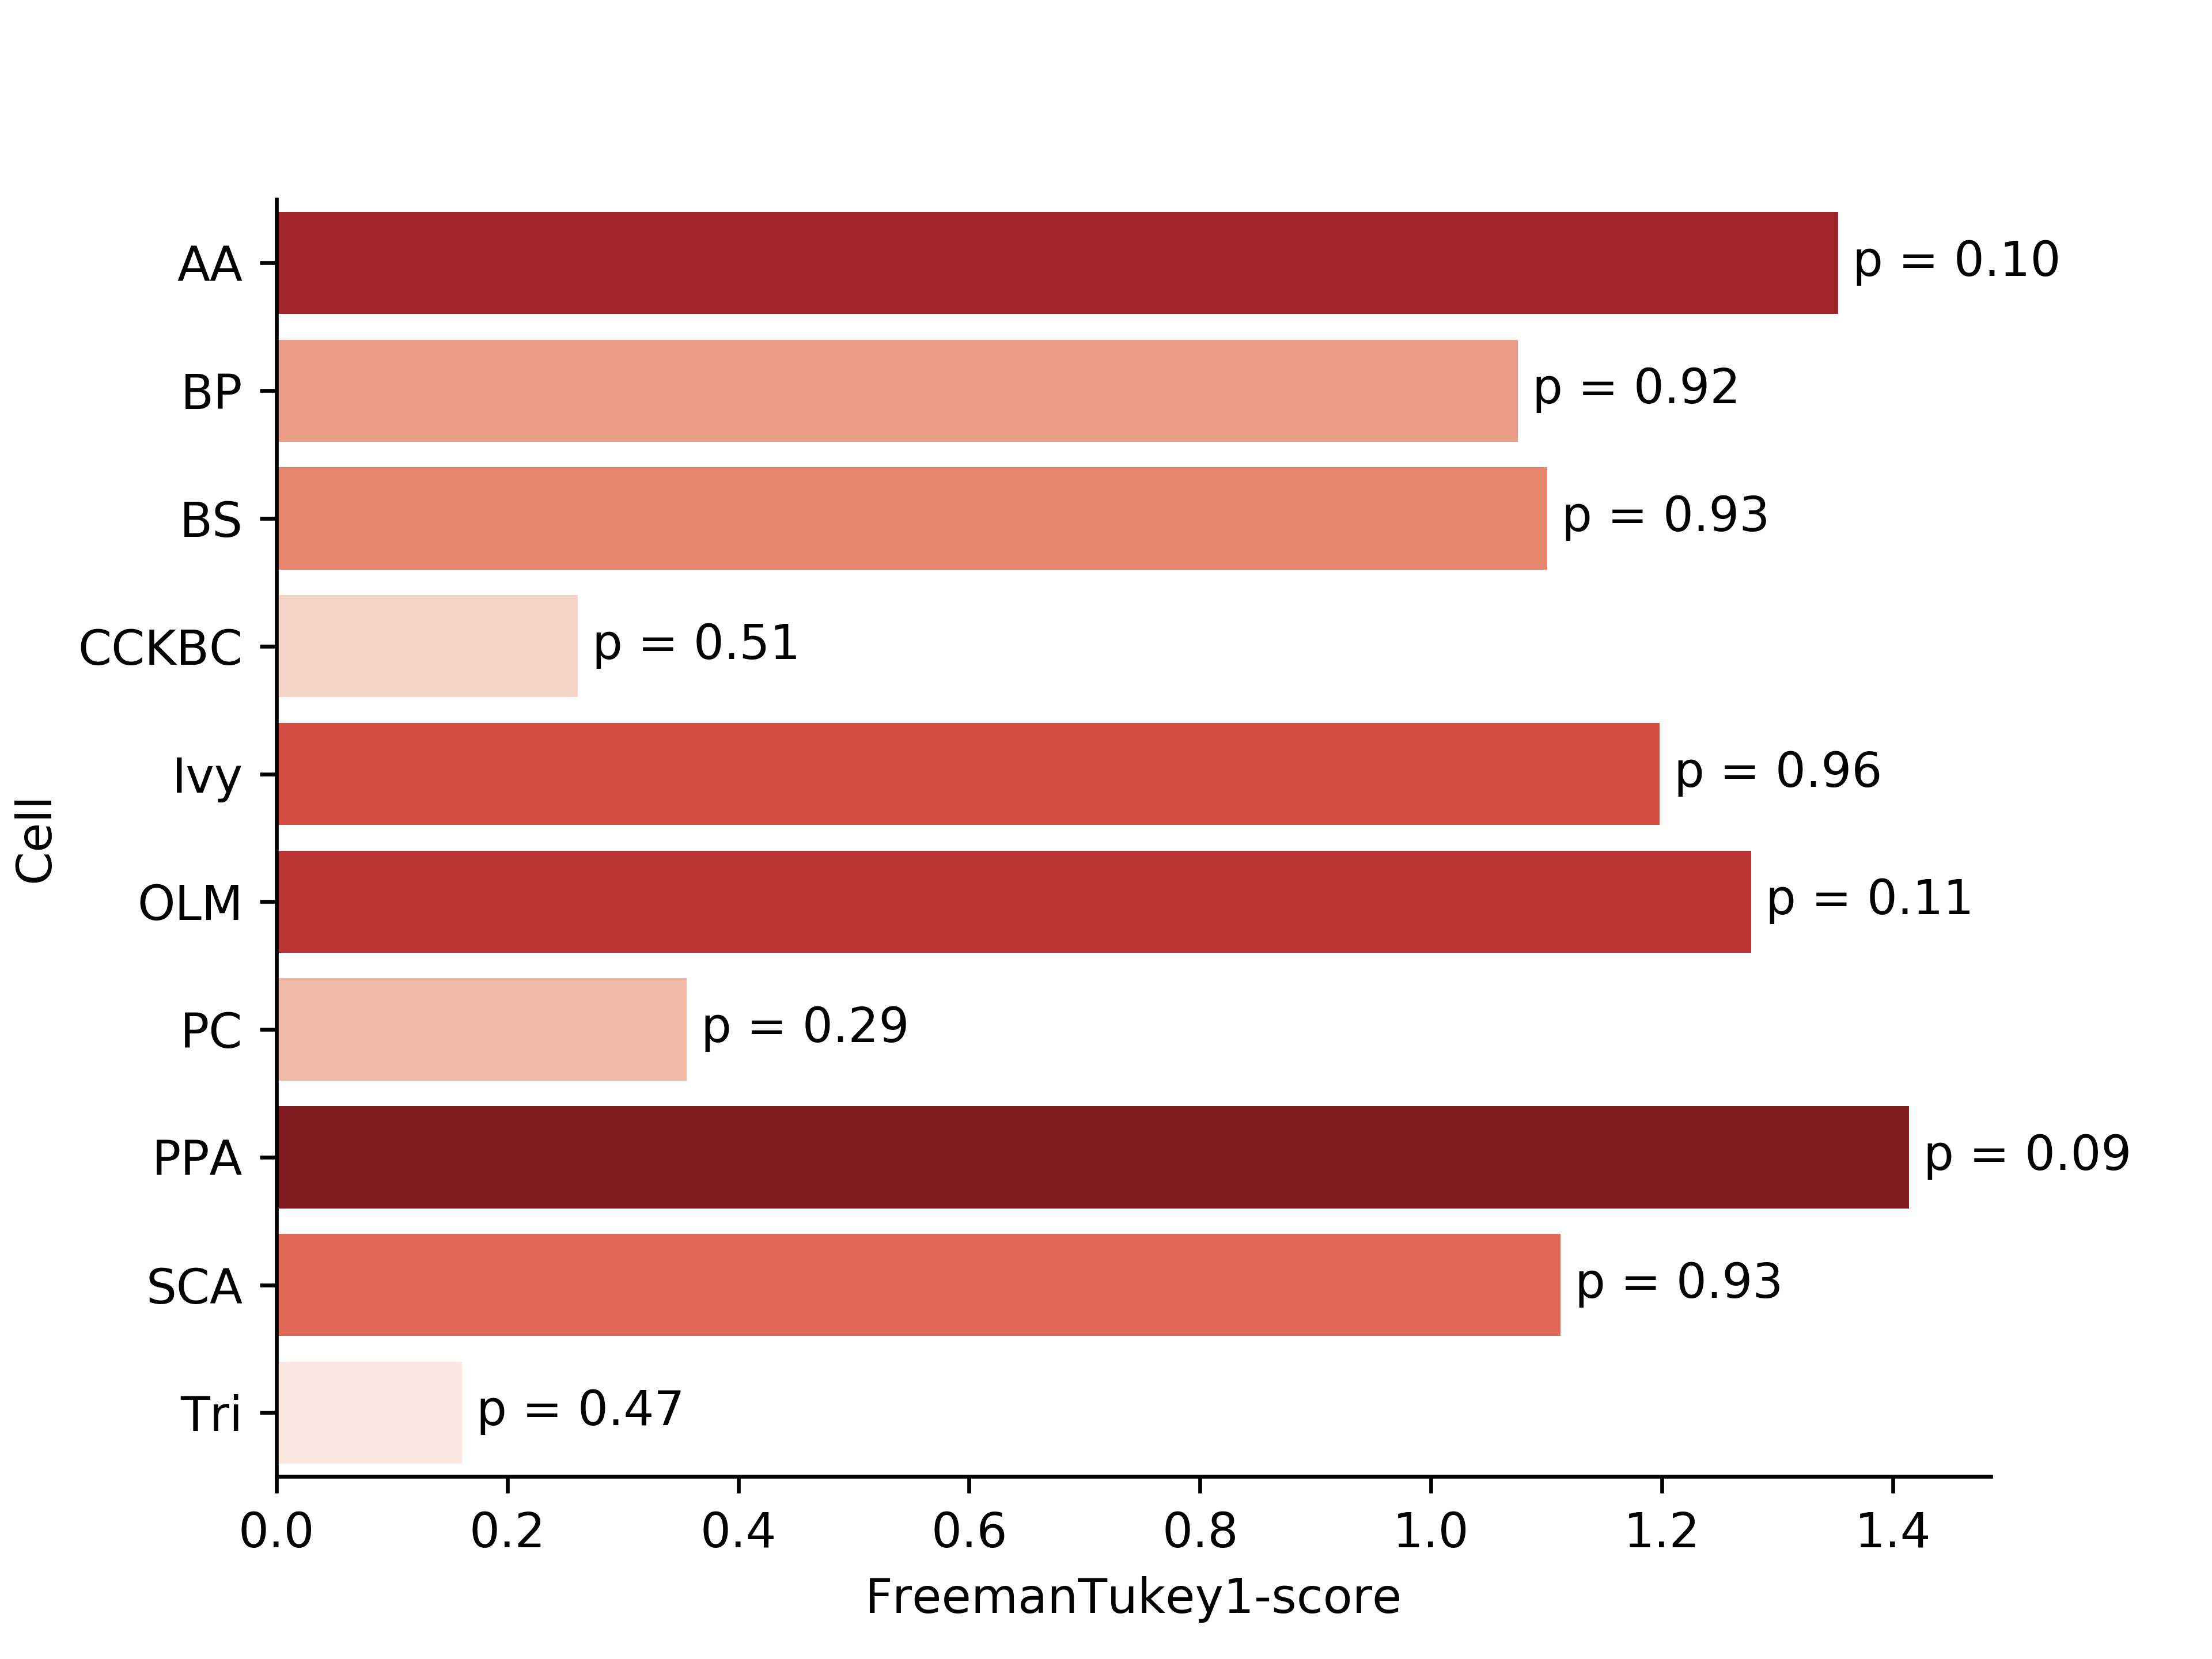 AA
p = 0.10
BP
p = 0.92
BS
p = 0.93
CCKBC
p = 0.51
Ivy
p = 0.96
OLM
p = 0.11
PC
p = 0.29
PPA
p = 0.09
SCA
p = 0.93
Tri
p = 0.47
Cell
0.0 0.2 0.4 0.6 0.8 1.0 1.2 1.4
FreemanTukey1-score